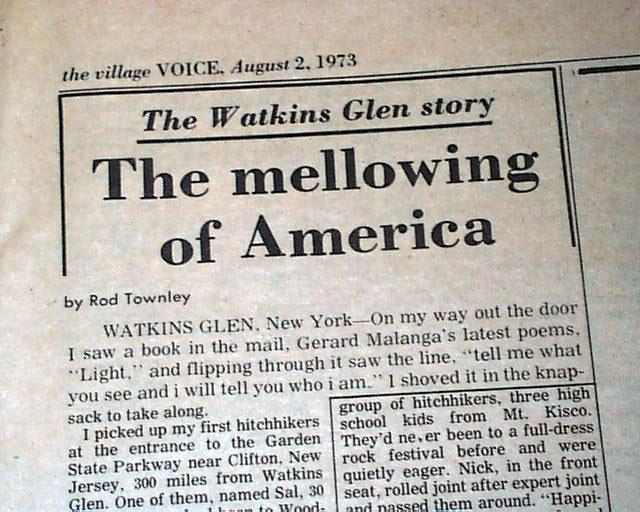 the village VOICE, August 2, 1973
The Watkins Glen story
The mellowing
of America
by Rod Townley
WATKINS GLEN, New York—On my way out the door
I saw a book in the mail, Gerard Malanga's latest poems,
"Light," and flipping through it saw the line, "tell me what
you see and i will tell you who i am." I shoved it in the knap-
sack to take along.
I picked up my first hitchhikers
at the entrance to the Garden
State Parkway near Clifton, New
Jersey, 300 miles from Watkins
Glen. One of them, named Sal, 30
to Wood-
group of hitchhikers, three high
school kids from Mt. Kisco.
They'd ne,er been to a full-dress
rock festival before and were
quietly eager. Nick, in the front
seat, rolled joint after expert joint
and passed them around. "Happi-